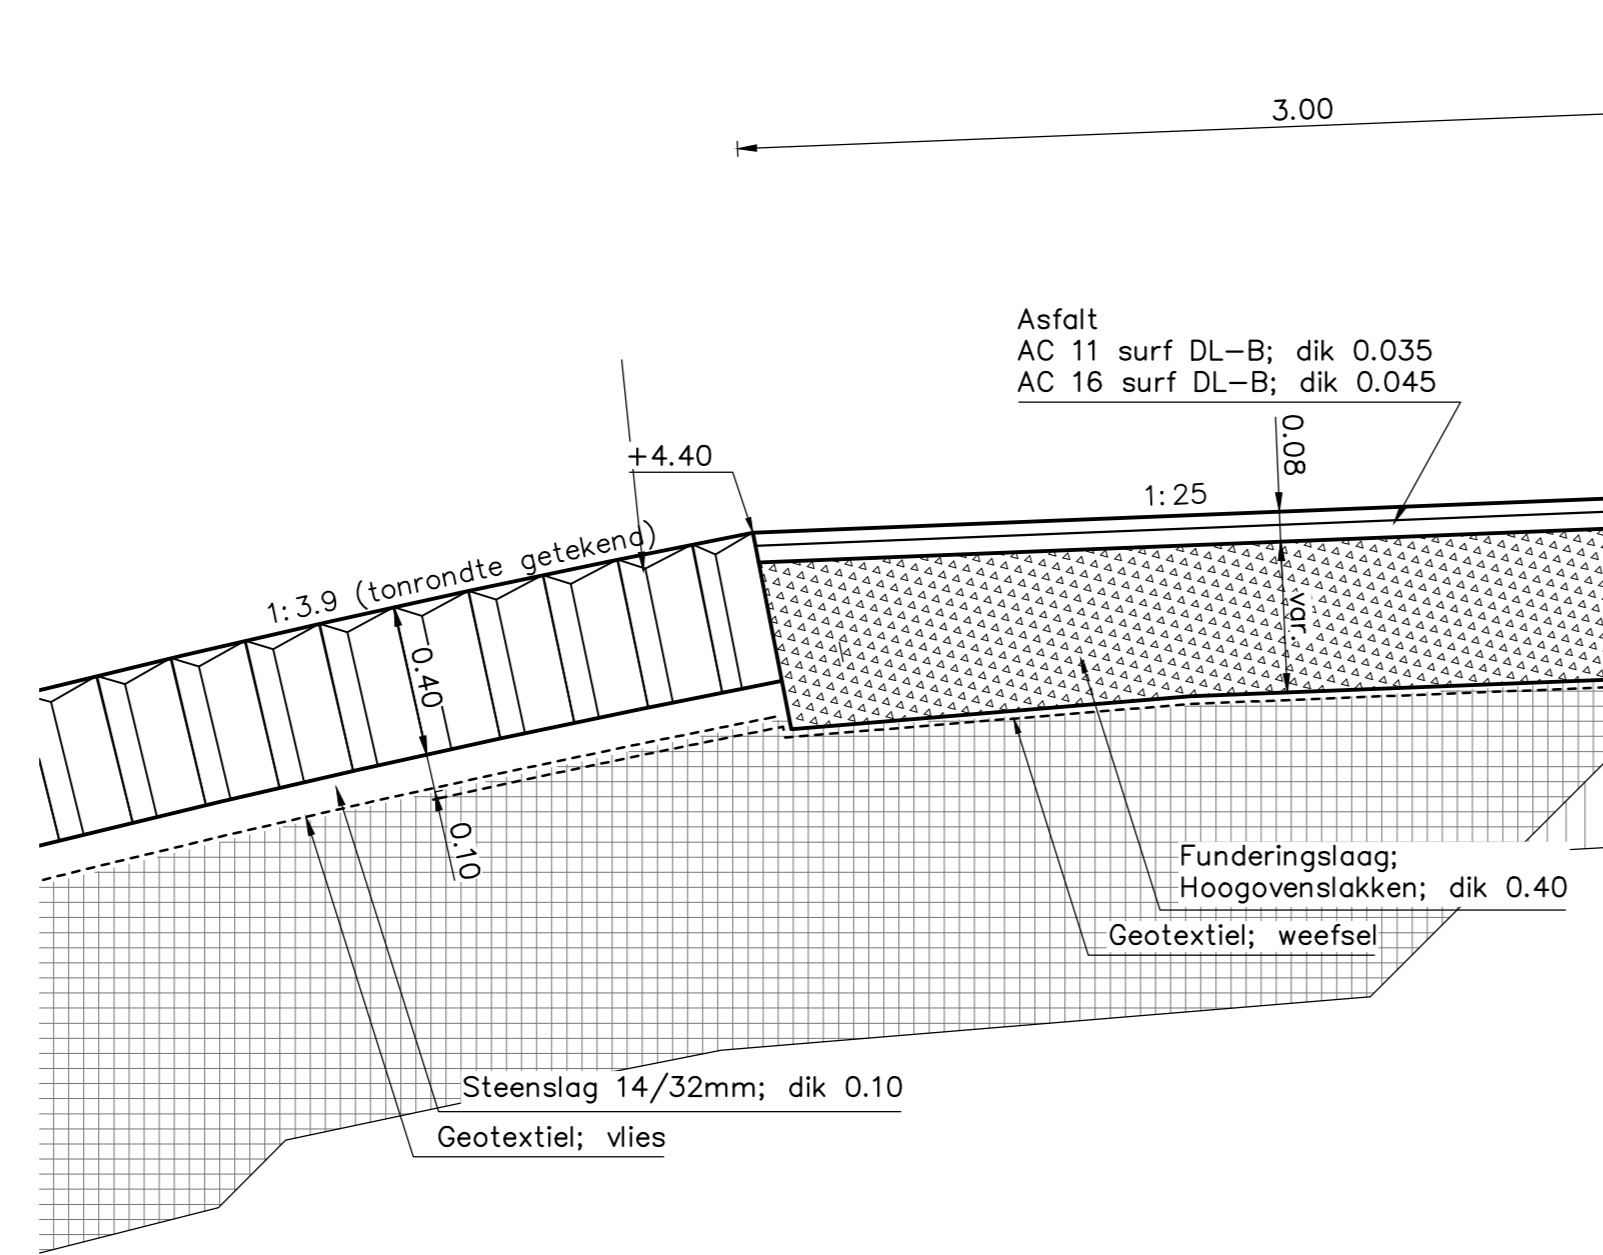 3.00
Asfalt
AC 11 surf DL-B; dik 0.035
AC 16 surf DL-B; dik 0.045
0.08
+4.40
1:25
1:3.9 (tonrondte getekend)
var.
0.40
0.10
Funderingslaag;
Hoogovenslakken; dik 0.40
Geotextiel; weefsel
Steenslag 14/32mm; dik 0.10
Geotextiel; vlies